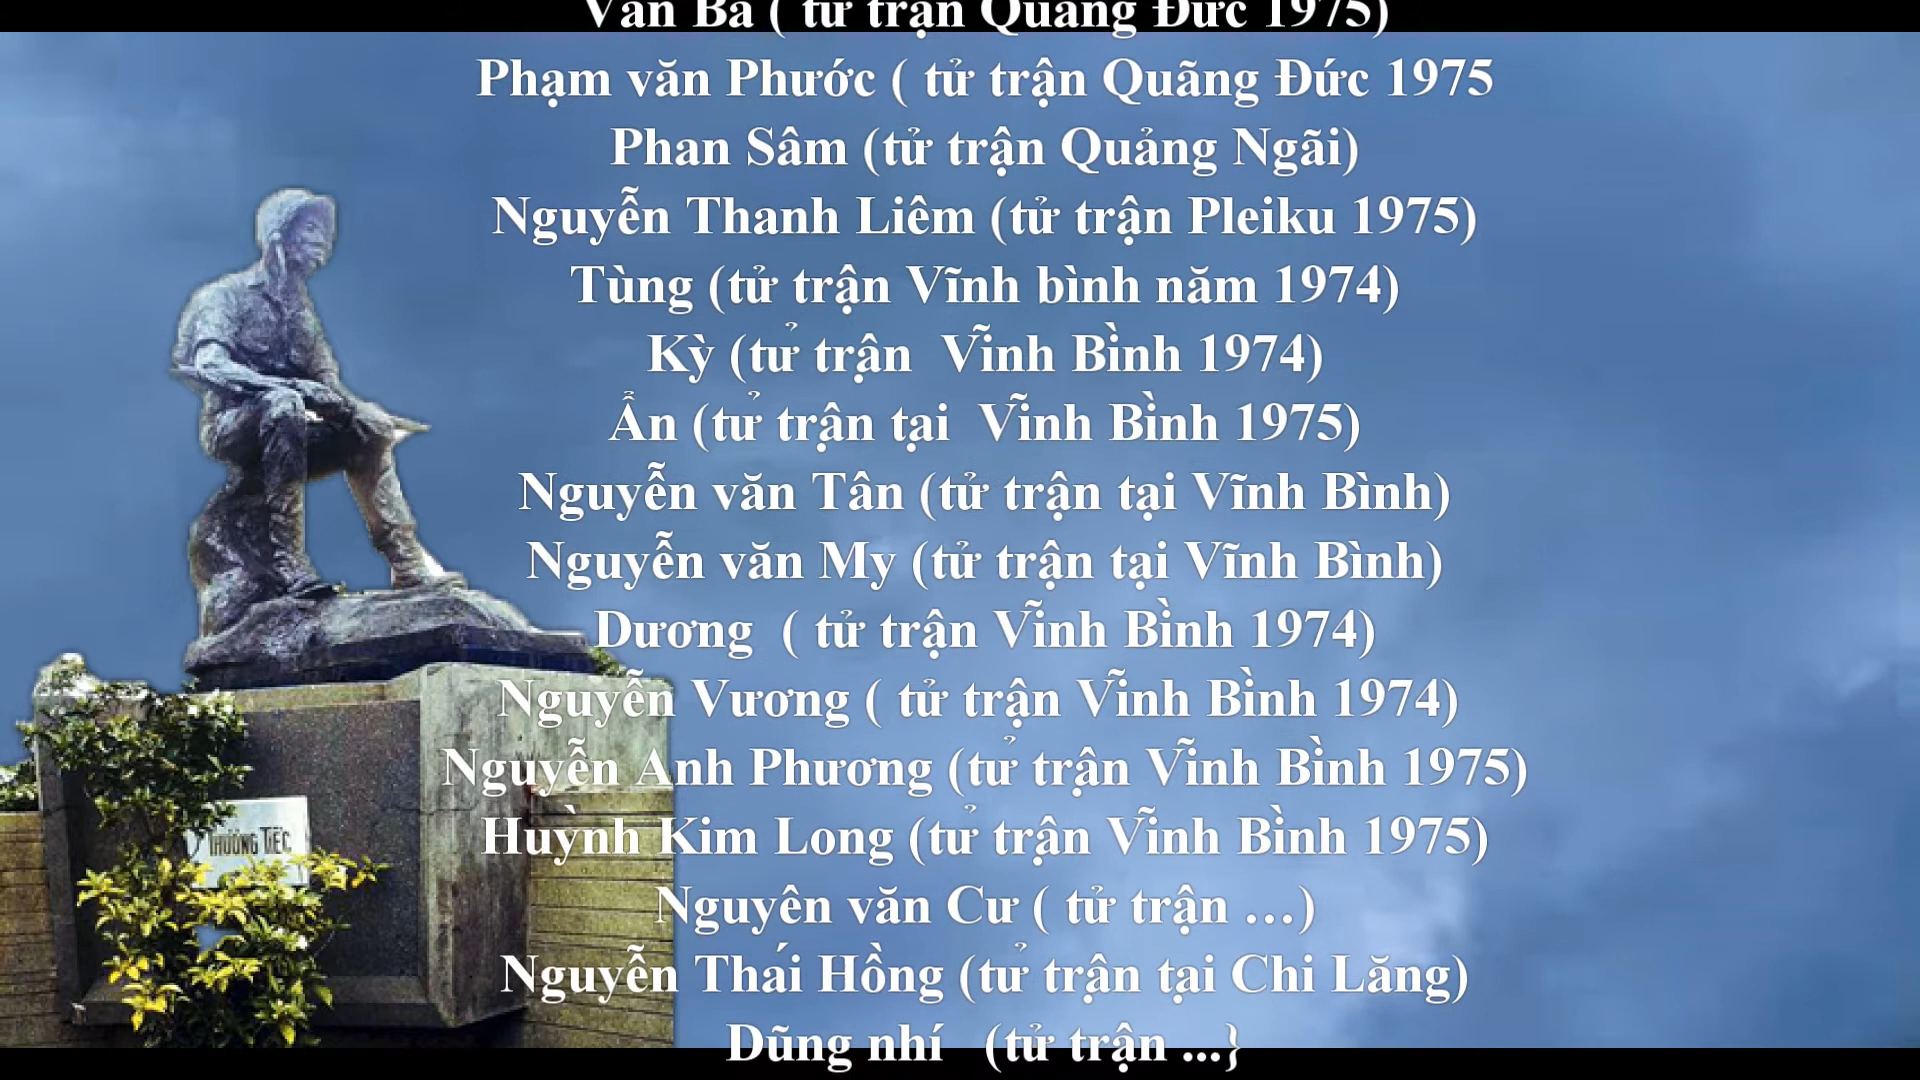 Văn Ba ( tử trận Quảng Đức 1975)
Phạm văn Phước ( tử trận Quãng Đức 1975
Phan Sâm (tử trận Quảng Ngãi)
Nguyễn Thanh Liêm (tử trận Pleiku 1975)
Tùng (tử trận Vĩnh bình năm 1974)
Kỳ (tử trận Vĩnh Bình 1974)
Ẩn (tử trận tại Vĩnh Bình 1975)
Nguyễn văn Tân (tử trận tại Vĩnh Bình)
Nguyễn văn My (tử trận tại Vĩnh Bình)
Dương ( tử trận Vĩnh Bình 1974)
Nguyễn Vương ( tử trận Vĩnh Bình 1974)
Nguyễn Anh Phương (tử trận Vĩnh Bình 1975)
Huỳnh Kim Long (tử trận Vĩnh Bình 1975)
THƯƠNG TIẾC
Nguyên văn Cư ( tử trận …)
Nguyễn Thái Hồng (tử trận tại Chi Lăng)
Dũng nhí (tử trận ...}